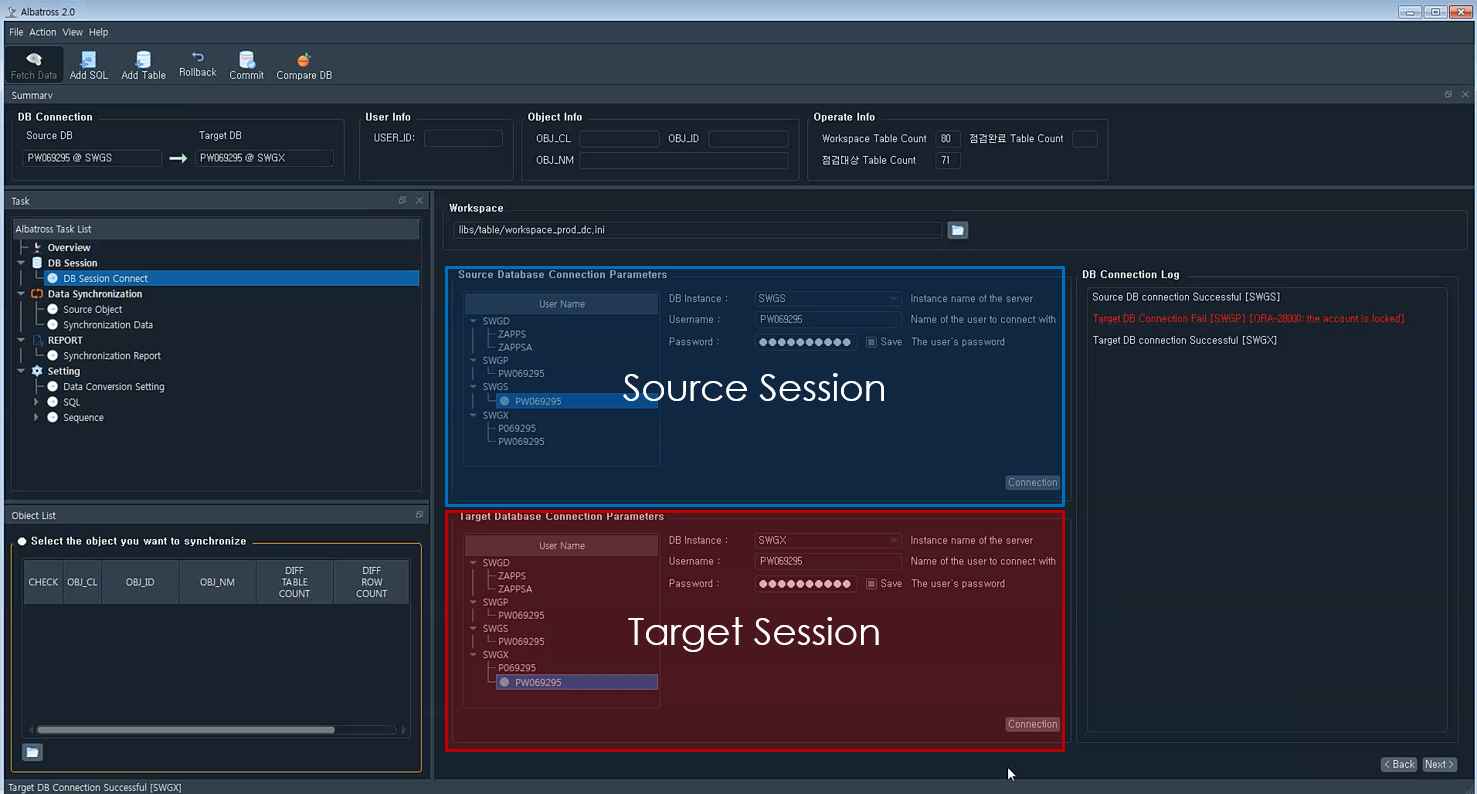 Albatross 2.0
File Action View Help
Fetch Data Add SQL Add Table Rollback Commit Compare DB
Summary
DB Connection
Source DB Target DB
PW069295 @ SWGS PW069295 @ SWGX
User Info
USER_ID:
Object Info
OBJ_CL OBJ_ID
OBJ_NM
Operate Info
Workspace Table Count 80 점검완료 Table Count
점검대상 Table Count 71
Task
Albatross Task List
Overview
DB Session
DB Session Connect
Data Synchronization
Source Object
Synchronization Data
REPORT
Synchronization Report
Setting
Data Conversion Setting
SQL
Sequence
Object List
Select the object you want to synchronize
CHECK OBJ_CL OBJ_ID OBJ_NM DIFF TABLE COUNT DIFF ROW COUNT
Workspace
libs/table/workspace_prod_dc.ini
Source Database Connection Parameters
User Name
SWGD
ZAPPS
ZAPPSA
SWGP
PW069295
SWGS
PW069295
SWGX
P069295
PW069295
DB Instance : SWGS Instance name of the server
Username : PW069295 Name of the user to connect with
Password : ●●●●●●●●●● Save The user's password
Source Session
Connection
Target Database Connection Parameters
User Name
SWGD
ZAPPS
ZAPPSA
SWGP
PW069295
SWGS
PW069295
SWGX
P069295
PW069295
DB Instance : SWGX Instance name of the server
Username : PW069295 Name of the user to connect with
Password : ●●●●●●●●●● Save The user's password
Target Session
Connection
DB Connection Log
Source DB connection Successful [SWGS]
Target DB Connection Fail [SWGP] [ORA-28000: the account is locked]
Target DB connection Successful [SWGX]
< Back Next >
Target DB Connection Successful [SWGX]